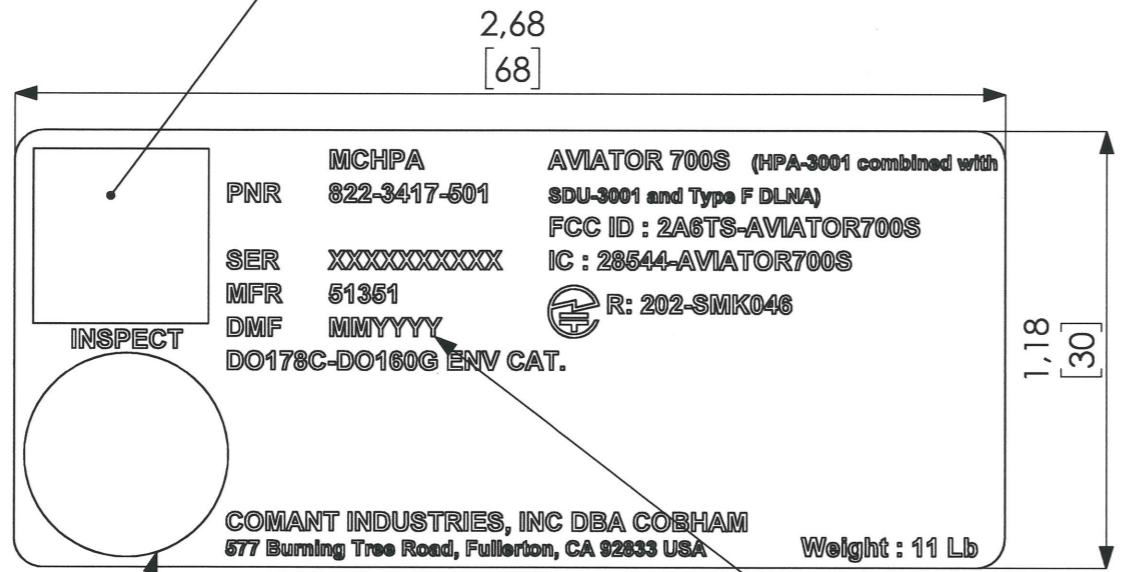 2,68
[68]
MCHPA
PNR 822-3417-501
SER XXXXXXXXXX
MFR 51351
DMF MMYYYY
DO178C-DO160G ENV CAT.
AVIATOR 700S (HPA-3001 combined with
SDU-3001 and Type F DLNA)
FCC ID : 2A6TS-AVIATOR700S
IC : 28544-AVIATOR700S
R: 202-SMK046
INSPECT
COMANT INDUSTRIES, INC DBA COBHAM
577 Burning Tree Road, Fullerton, CA 92833 USA
Weight : 11 Lb
1,18
[30]